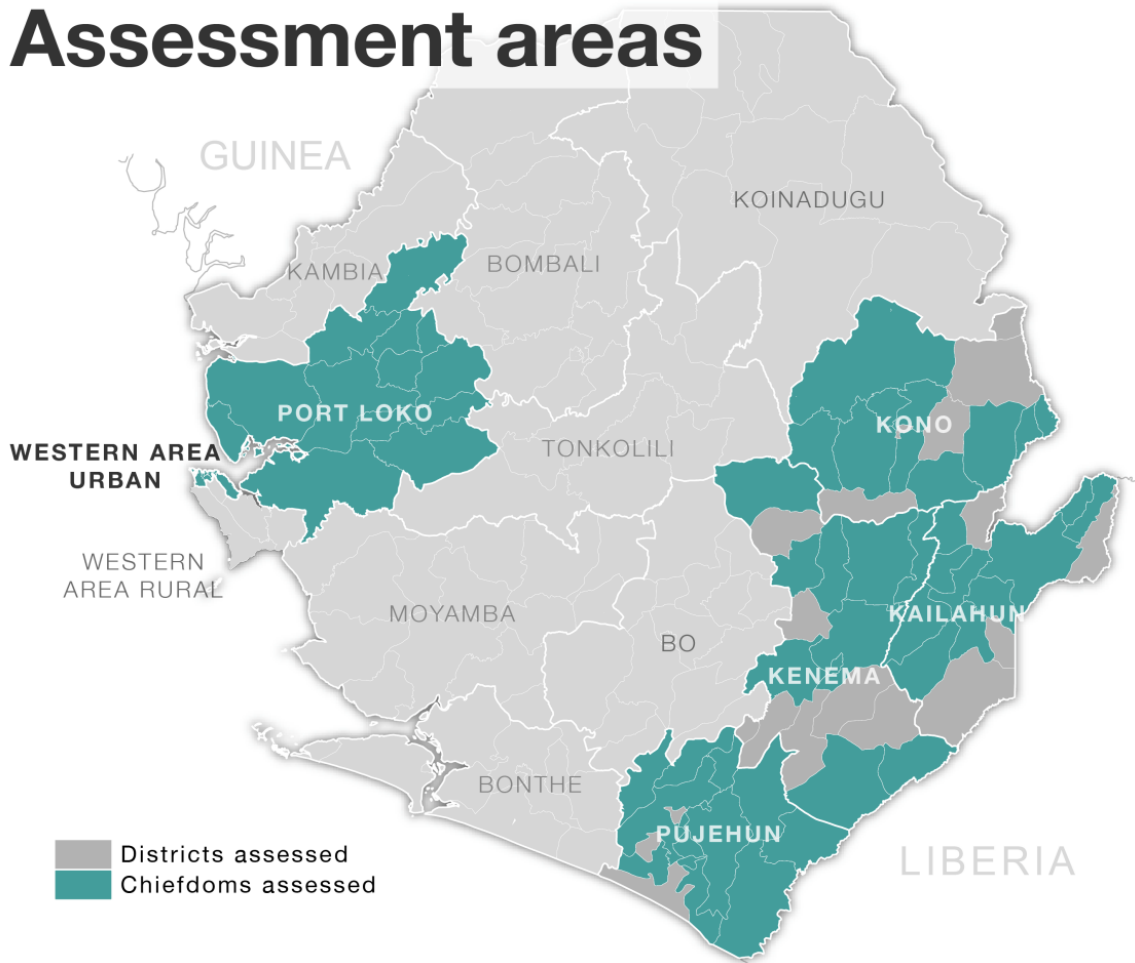 Assessment areas
GUINEA
KOINADUGU
KAMBIA
BOMBALI
PORT LOKO
KONO
TONKOLILI
WESTERN AREA
URBAN
WESTERN
AREA RURAL
MOYAMBA
KAILAHUN
BO
KENEMA
BONTHE
PUJEHUN
LIBERIA
Districts assessed
Chiefdoms assessed